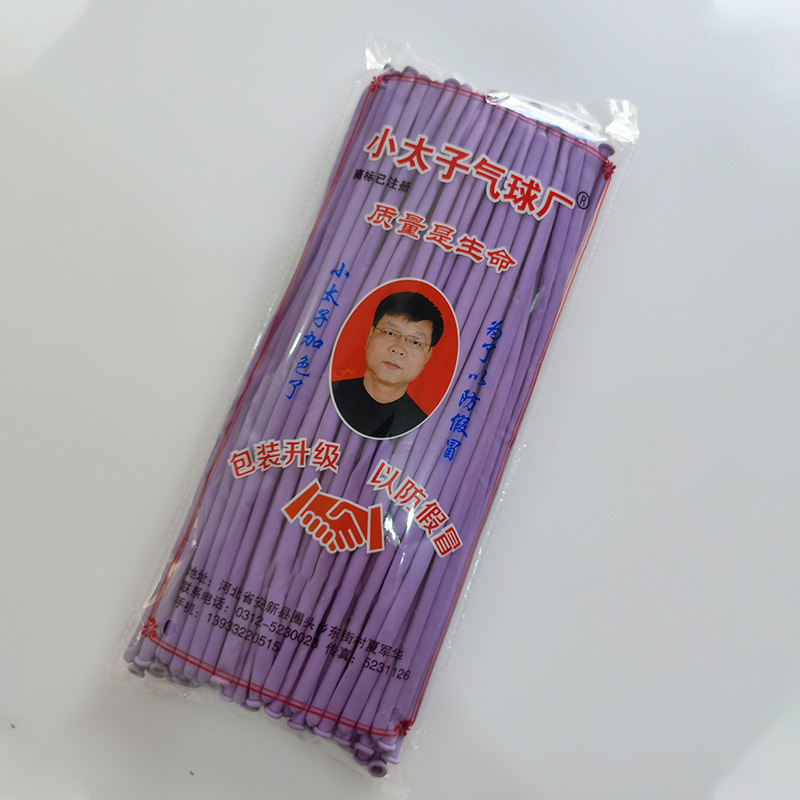 小太子气球厂®
商标已注册
质量是生命
小太子加色了
为了以防假冒
包装升级 以防假冒
地址：河北省安新县圈头乡东街村夏军华
联系电话：0312-5230028 传真：5231126
手机：13933220515